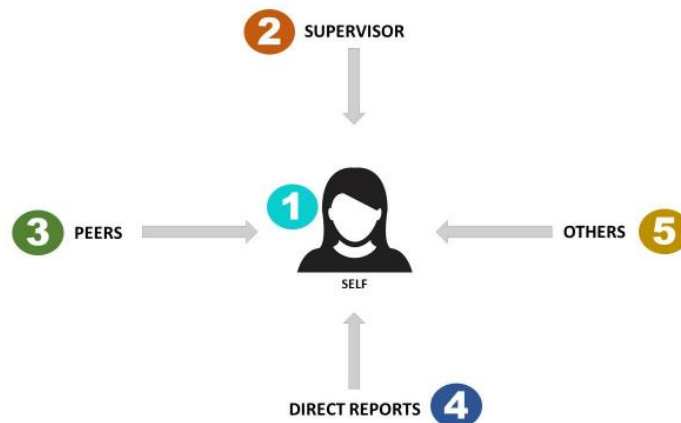 2 SUPERVISOR
1
3 PEERS
OTHERS 5
SELF
DIRECT REPORTS 4